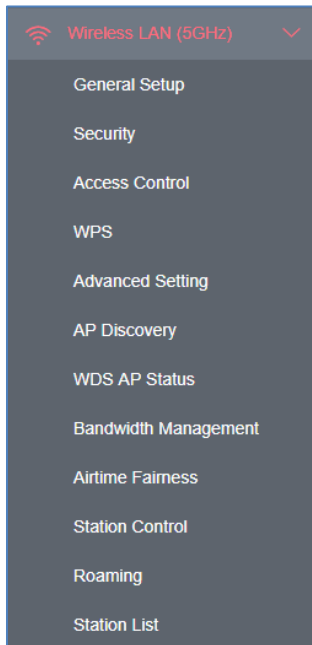 Wireless LAN (5GHz)
General Setup
Security
Access Control
WPS
Advanced Setting
AP Discovery
WDS AP Status
Bandwidth Management
Airtime Fairness
Station Control
Roaming
Station List